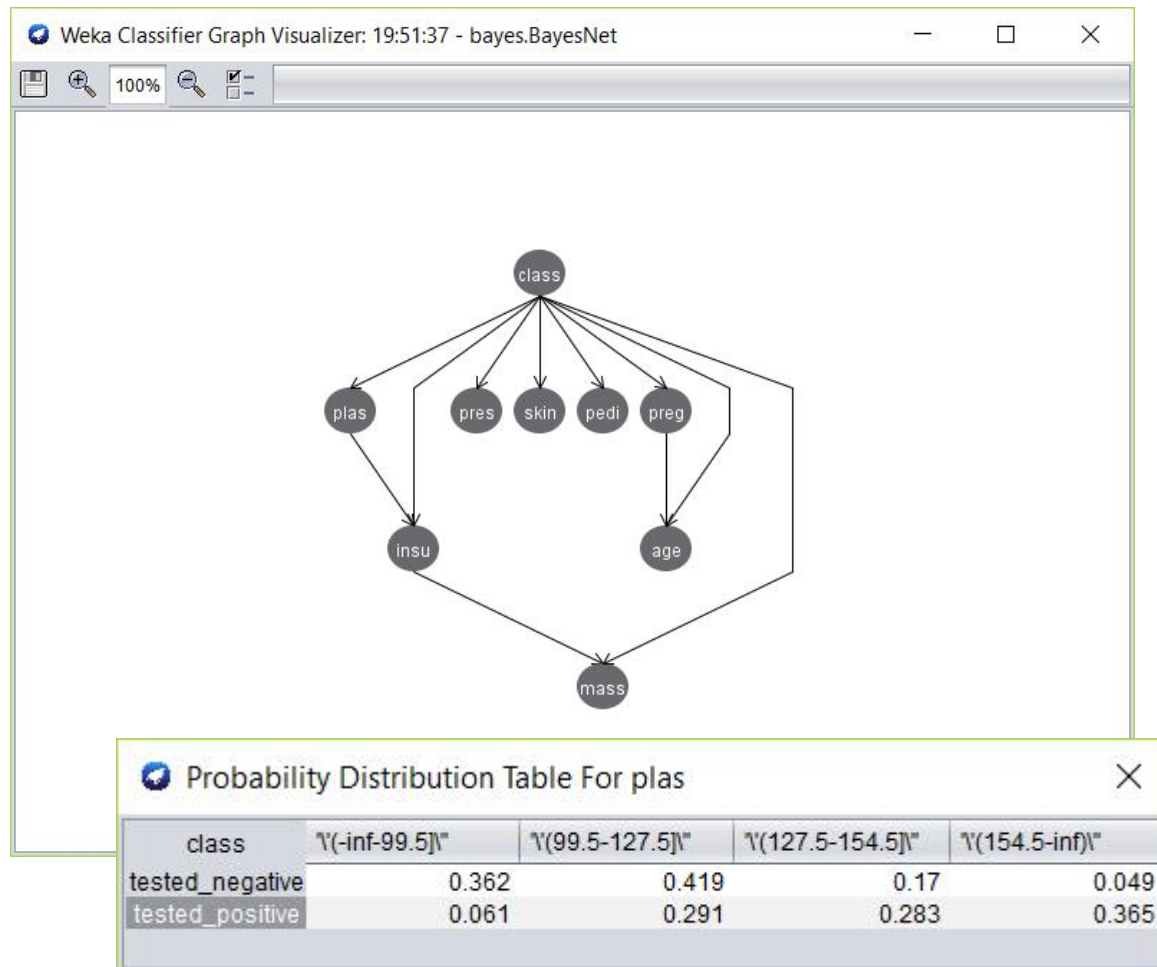 Weka Classifier Graph Visualizer: 19:51:37 - bayes.BayesNet
100%
class
plas pres skin pedi preg
insu age
mass
Probability Distribution Table For plas
class "\'(-inf-99.5]\'" "\'(99.5-127.5]\'" "\'(127.5-154.5]\'" "\'(154.5-inf)\'"
tested_negative 0.362 0.419 0.17 0.049
tested_positive 0.061 0.291 0.283 0.365